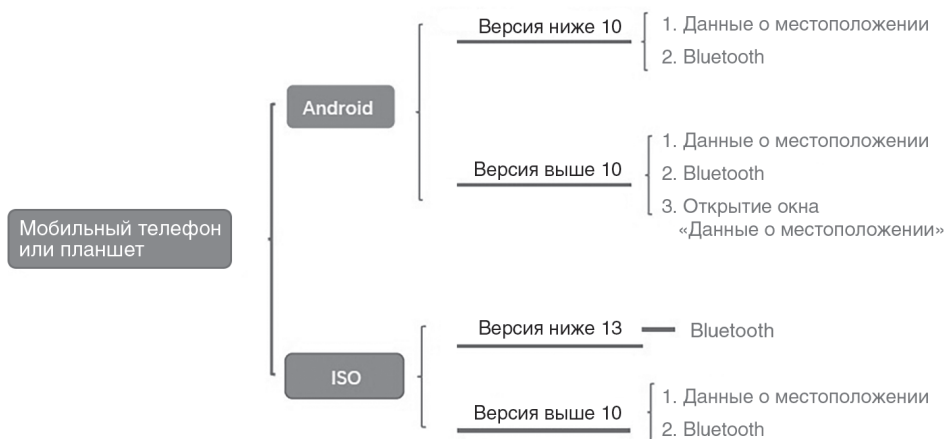 Мобильный телефон
или планшет
Android
Версия ниже 10
1. Данные о местоположении
2. Bluetooth
Версия выше 10
1. Данные о местоположении
2. Bluetooth
3. Открытие окна
«Данные о местоположении»
ISO
Версия ниже 13
Bluetooth
Версия выше 10
1. Данные о местоположении
2. Bluetooth